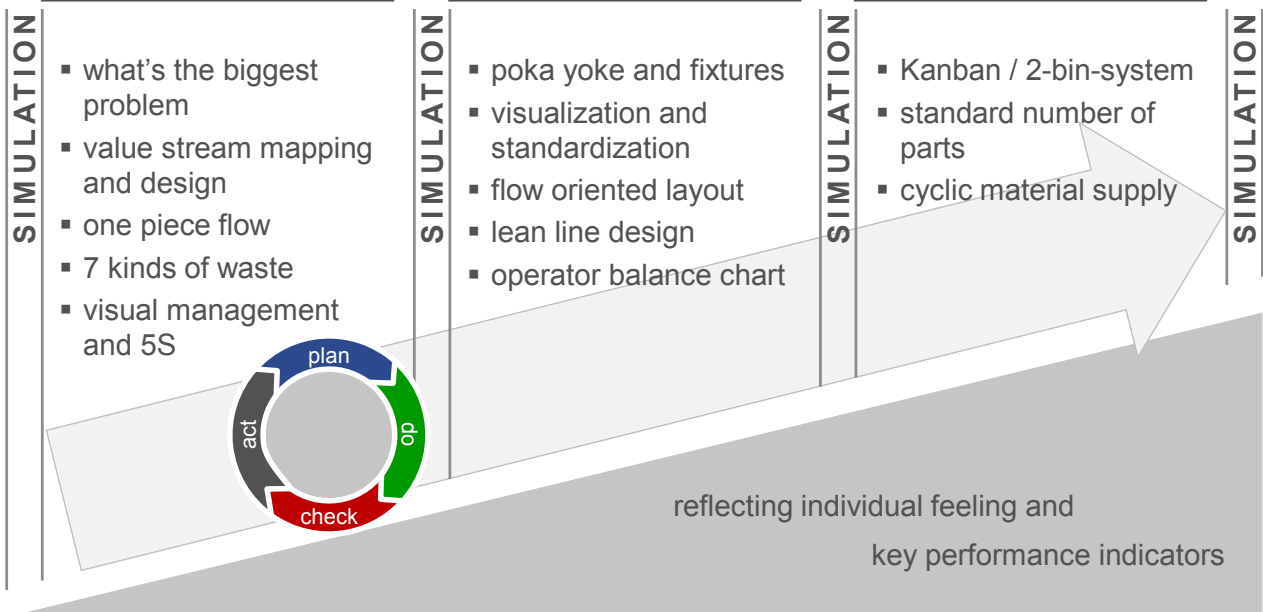 SIMULATION
▪ what's the biggest
problem
▪ value stream mapping
and design
▪ one piece flow
▪ 7 kinds of waste
▪ visual management
and 5S
SIMULATION
▪ poka yoke and fixtures
▪ visualization and
standardization
▪ flow oriented layout
▪ lean line design
▪ operator balance chart
SIMULATION
▪ Kanban / 2-bin-system
▪ standard number of
parts
▪ cyclic material supply
SIMULATION
plan
do
check
act
reflecting individual feeling and
key performance indicators